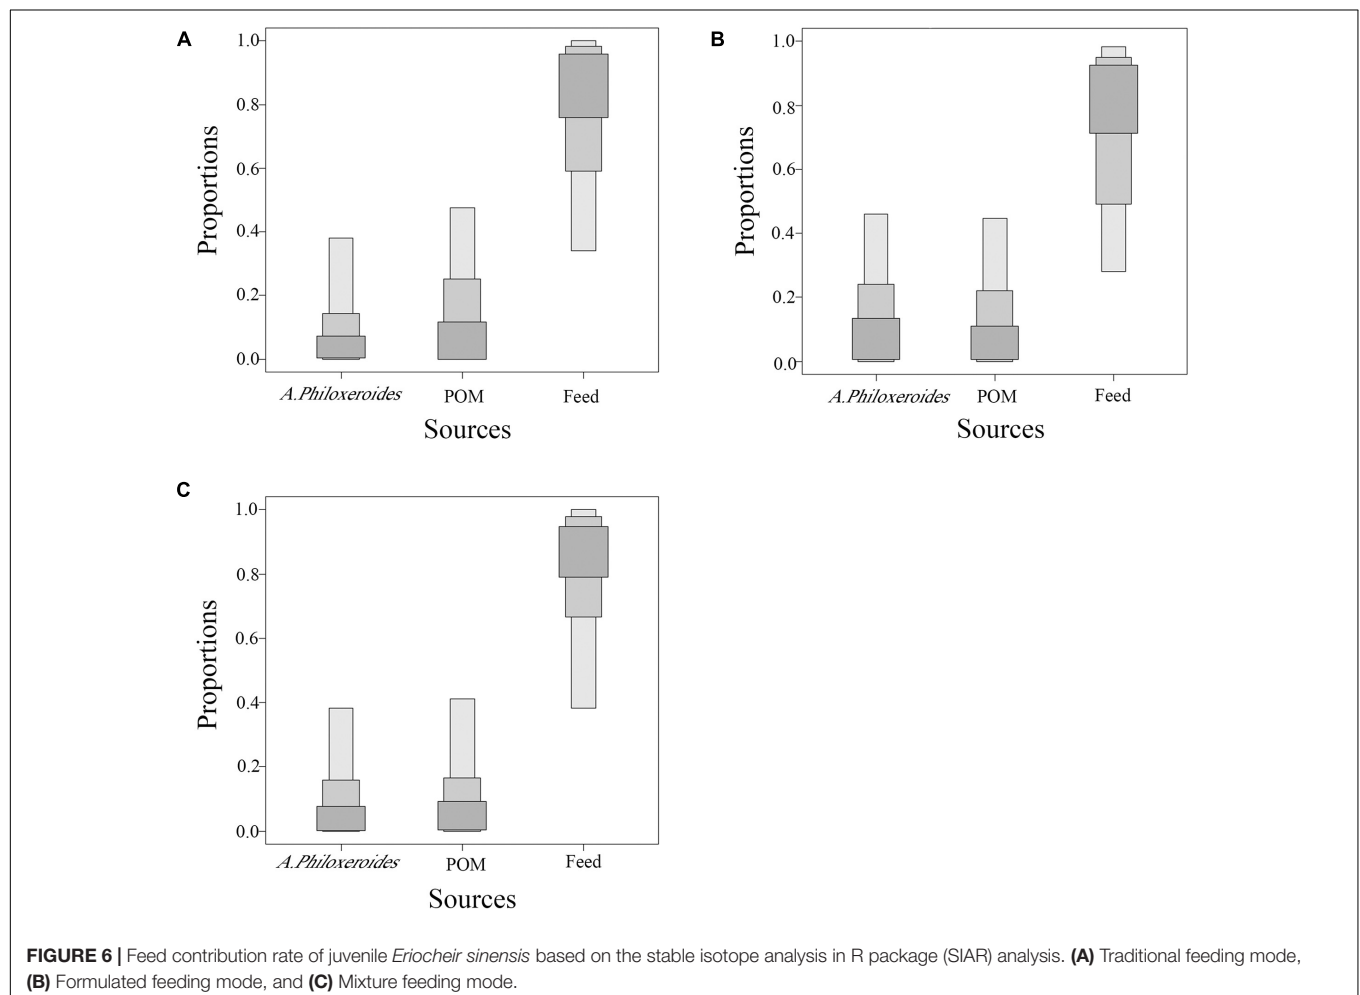 A
1.0
0.8
0.6
0.4
0.2
0.0
Proportions
A.Philoxeroides POM Feed
Sources
B
1.0
0.8
0.6
0.4
0.2
0.0
Proportions
A.Philoxeroides POM Feed
Sources
C
1.0
0.8
0.6
0.4
0.2
0.0
Proportions
A.Philoxeroides POM Feed
Sources
FIGURE 6 | Feed contribution rate of juvenile Eriocheir sinensis based on the stable isotope analysis in R package (SIAR) analysis. (A) Traditional feeding mode,
(B) Formulated feeding mode, and (C) Mixture feeding mode.